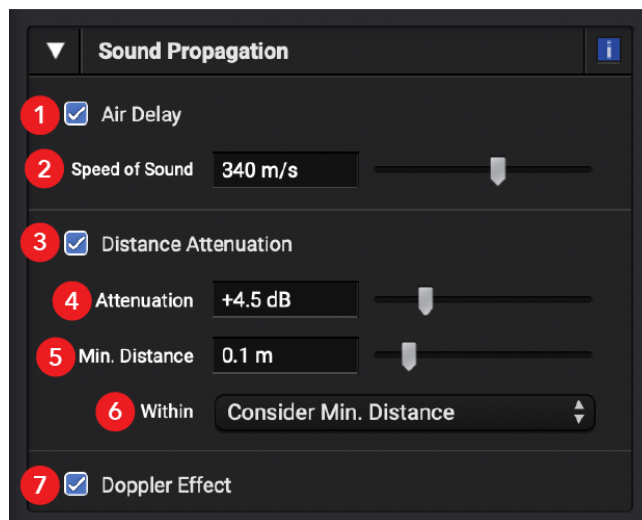 Sound Propagation i
1 Air Delay
2 Speed of Sound 340 m/s
3 Distance Attenuation
4 Attenuation +4.5 dB
5 Min. Distance 0.1 m
6 Within Consider Min. Distance
7 Doppler Effect